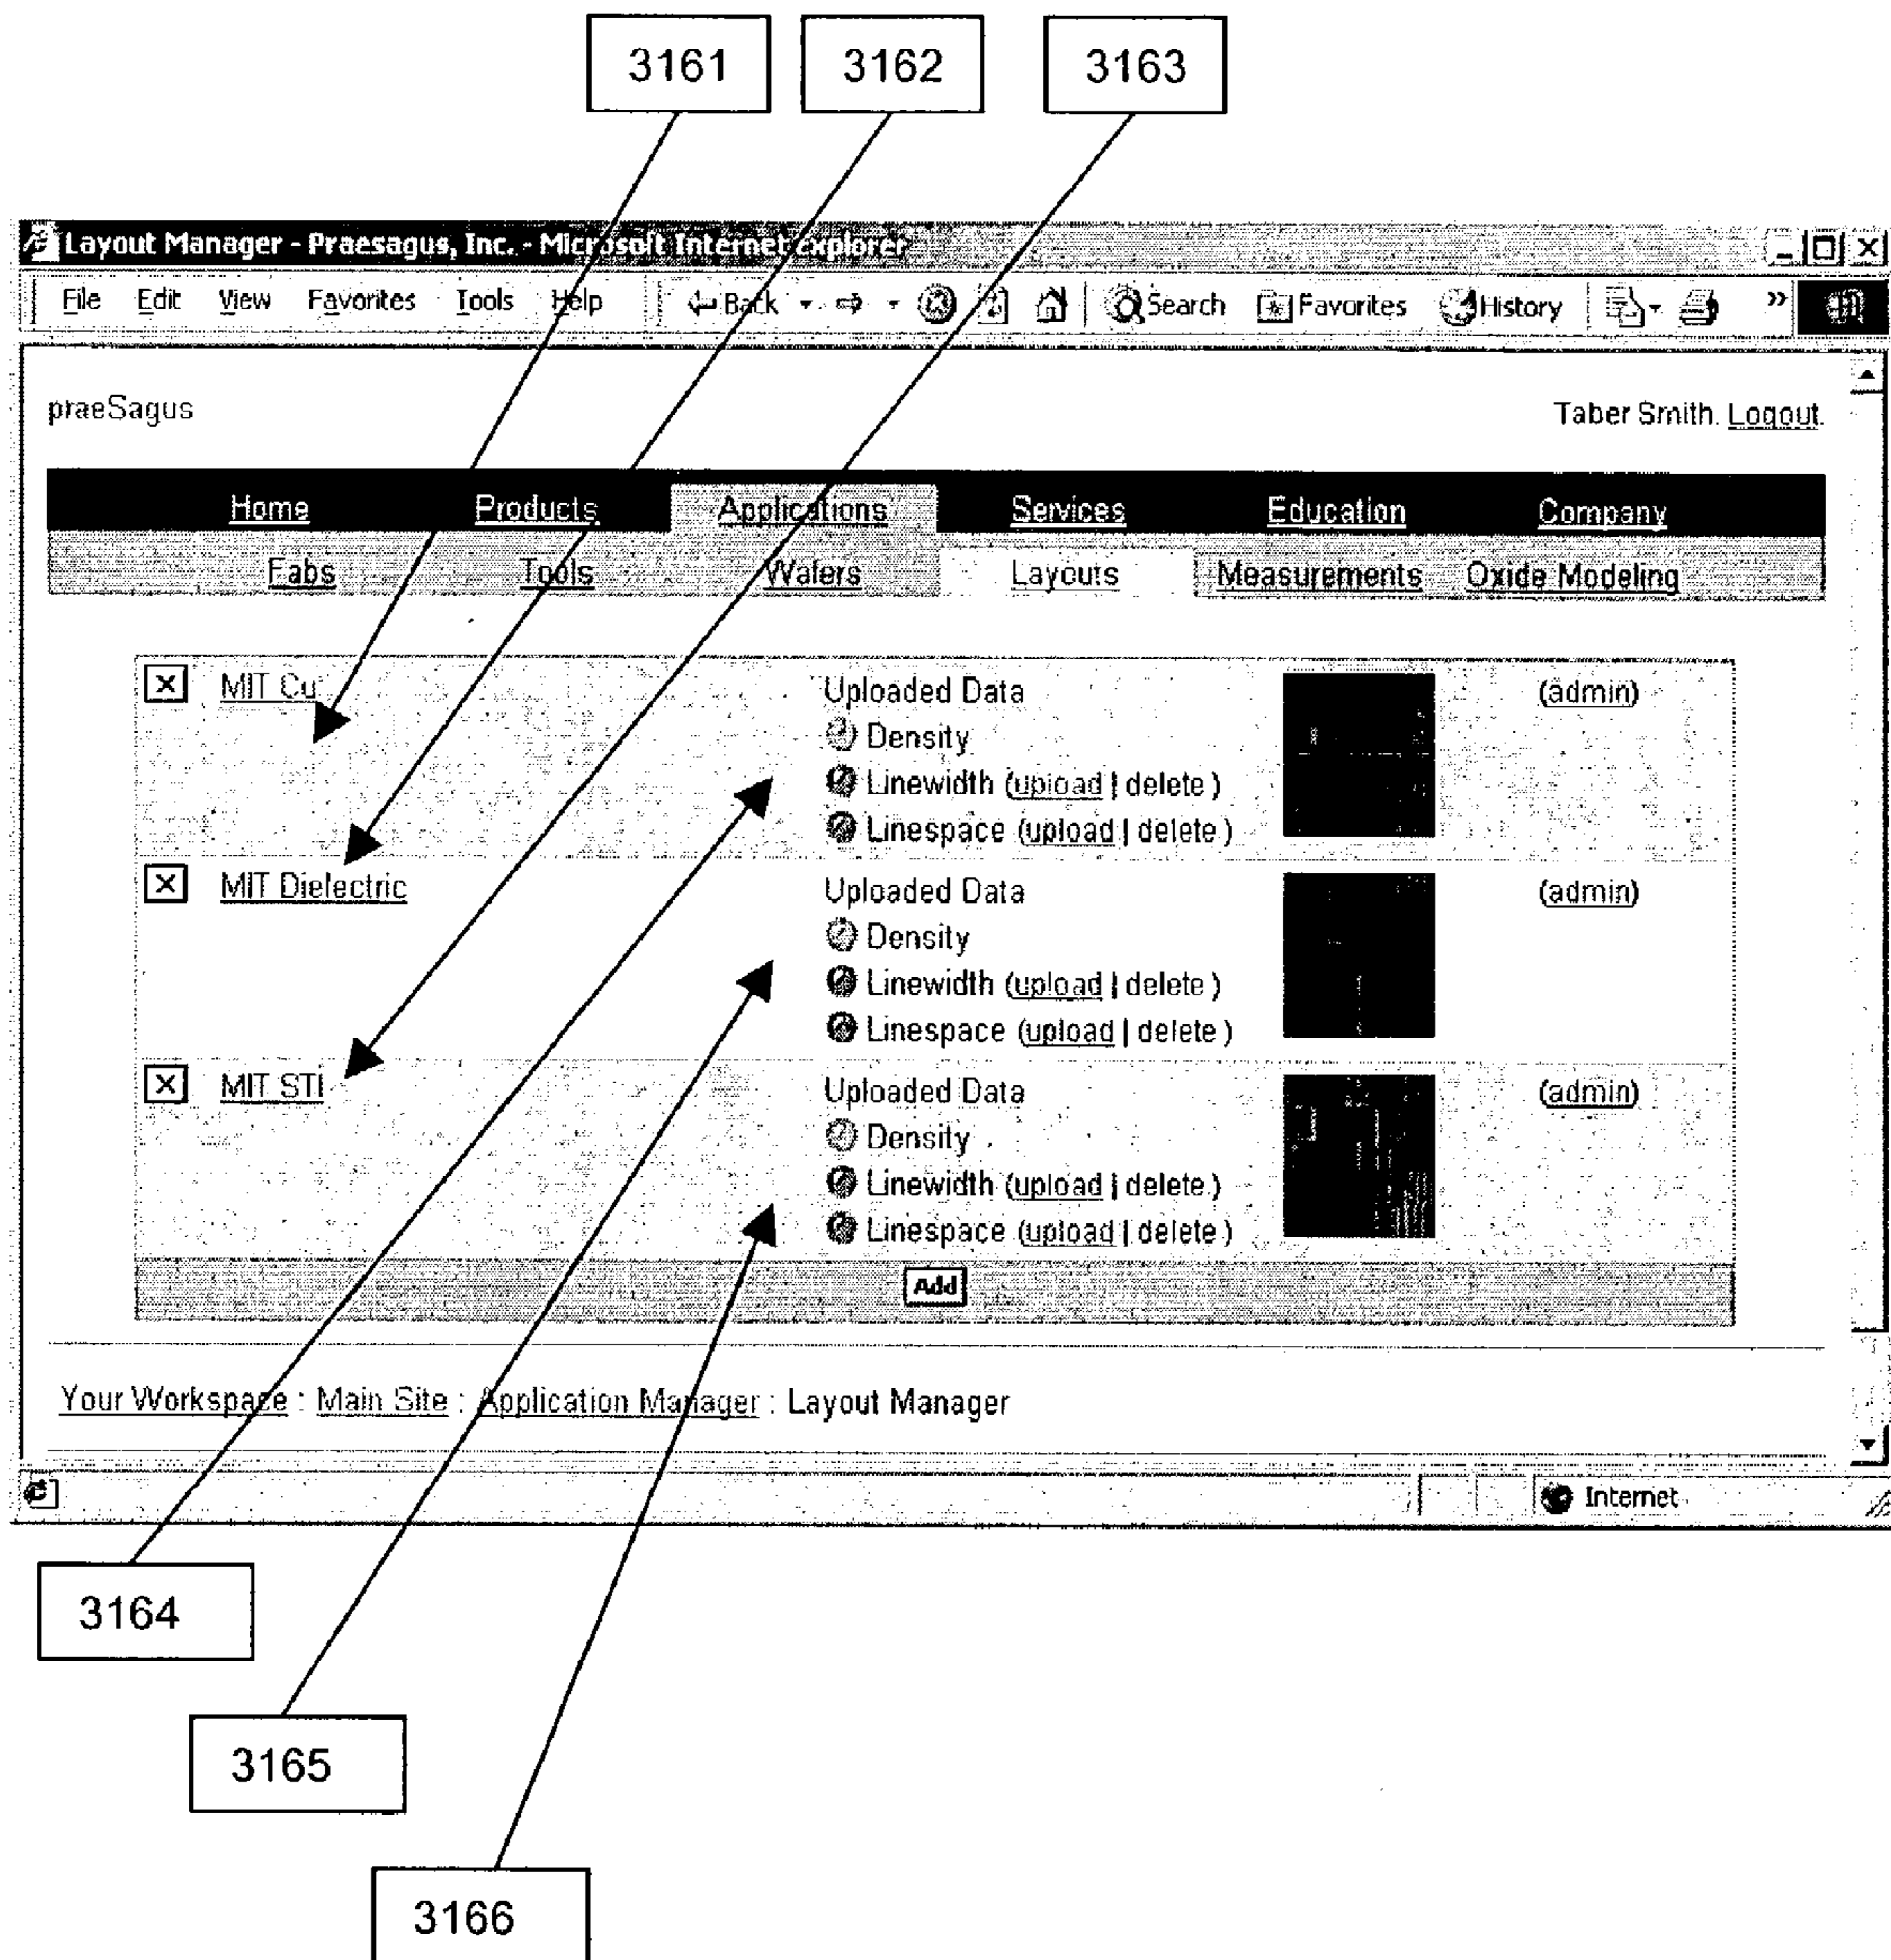 3161 3162 3163
Layout Manager - Praesagus, Inc. - Microsoft Internet Explorer
File Edit View Favorites Tools Help Back Search Favorites History »
praeSagus Taber Smith. Logout.
Home Products Applications Services Education Company
Fabs Tools Wafers Layouts Measurements Oxide Modeling
MIT Cu Uploaded Data (admin)
Density
Linewidth (upload | delete )
Linespace (upload | delete )
MIT Dielectric Uploaded Data (admin)
Density
Linewidth (upload | delete )
Linespace (upload | delete )
MIT STI Uploaded Data (admin)
Density
Linewidth (upload | delete )
Linespace (upload | delete )
Add
Your Workspace : Main Site : Application Manager : Layout Manager
Internet
3164
3165
3166